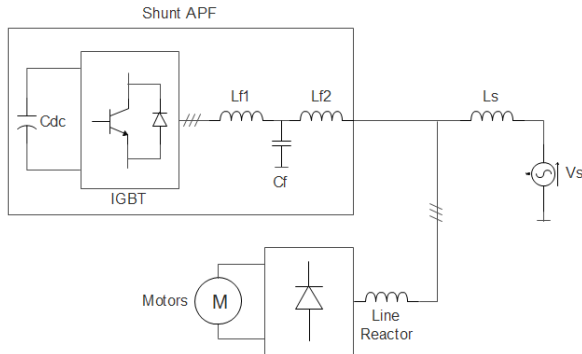 Shunt APF
Lf1
Lf2
Ls
Cdc
Cf
Vs
IGBT
Motors
M
Line
Reactor